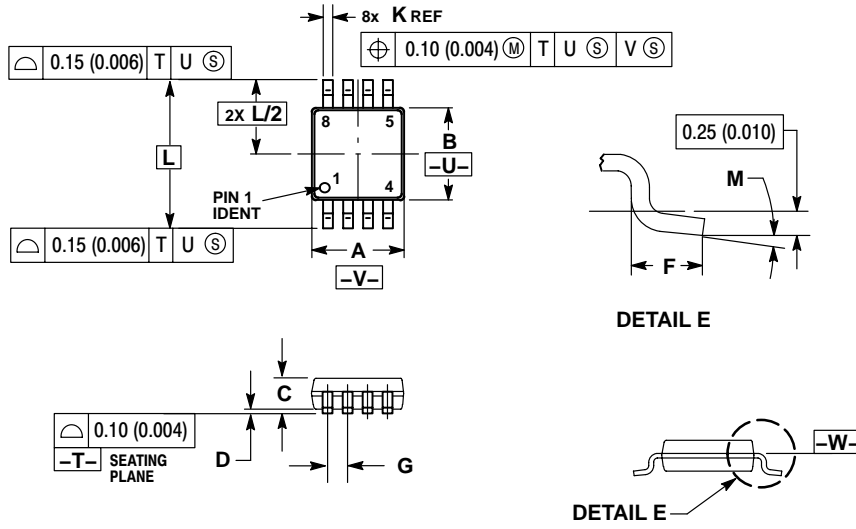 8x K REF
⌓ 0.15 (0.006) T U Ⓢ
⌖ 0.10 (0.004) Ⓜ T U Ⓢ V Ⓢ
2X L/2
8 5
B
–U–
L
1 4
PIN 1
IDENT
⌓ 0.15 (0.006) T U Ⓢ
A
–V–
0.25 (0.010)
M
F
DETAIL E
C
⌓ 0.10 (0.004)
–T– SEATING
PLANE
D
G
–W–
DETAIL E